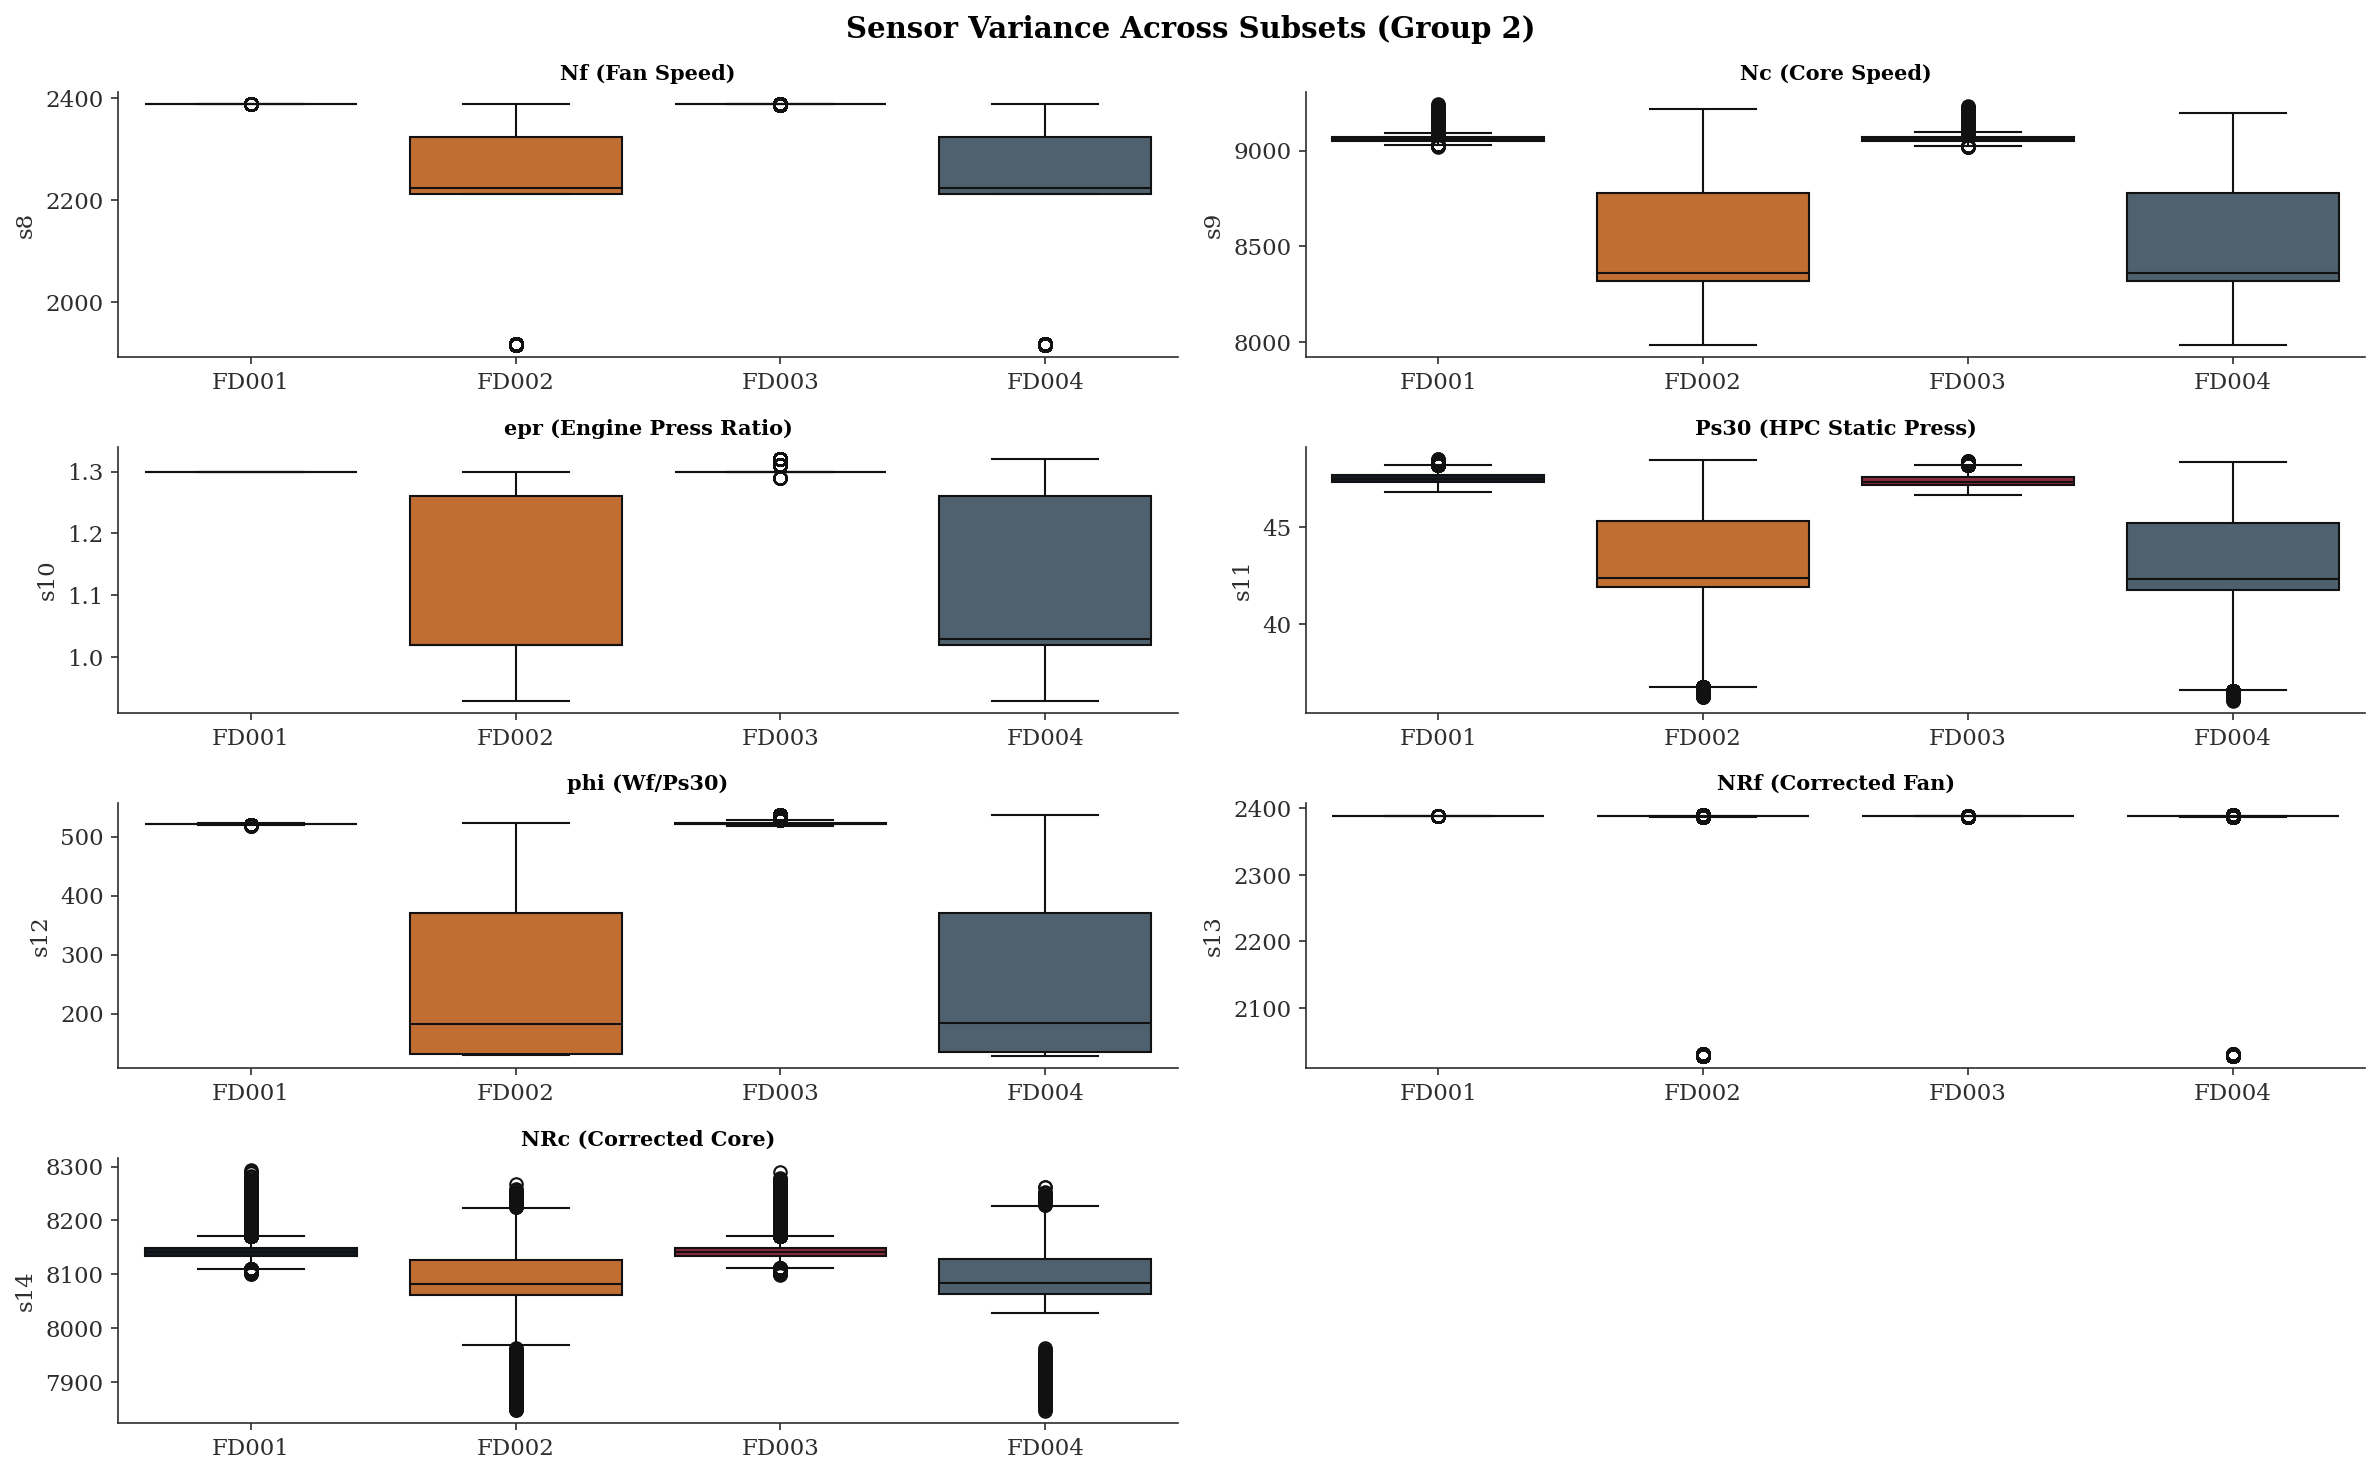 Sensor Variance Across Subsets (Group 2)
Nf (Fan Speed)
s8
2400
2200
2000
FD001 FD002 FD003 FD004
Nc (Core Speed)
s9
9000
8500
8000
FD001 FD002 FD003 FD004
epr (Engine Press Ratio)
s10
1.3
1.2
1.1
1.0
FD001 FD002 FD003 FD004
Ps30 (HPC Static Press)
s11
45
40
FD001 FD002 FD003 FD004
phi (Wf/Ps30)
s12
500
400
300
200
FD001 FD002 FD003 FD004
NRf (Corrected Fan)
s13
2400
2300
2200
2100
FD001 FD002 FD003 FD004
NRc (Corrected Core)
s14
8300
8200
8100
8000
7900
FD001 FD002 FD003 FD004